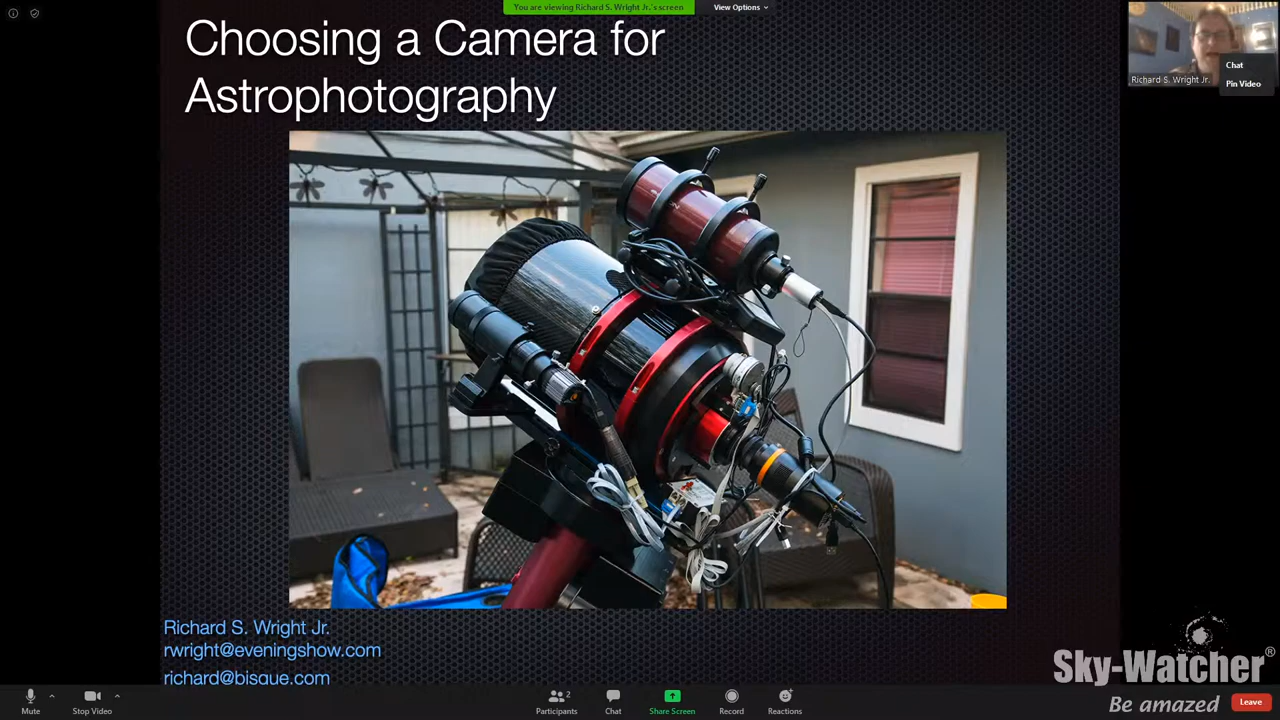 You are viewing Richard S. Wright Jr.'s screen
View Options
Choosing a Camera for
Astrophotography
Chat
Richard S. Wright Jr.
Pin Video
Richard S. Wright Jr.
rwright@eveningshow.com
richard@bisque.com
Sky-Watcher®
Be amazed
Mute
Stop Video
Participants
2
Chat
Share Screen
Record
Reactions
Leave